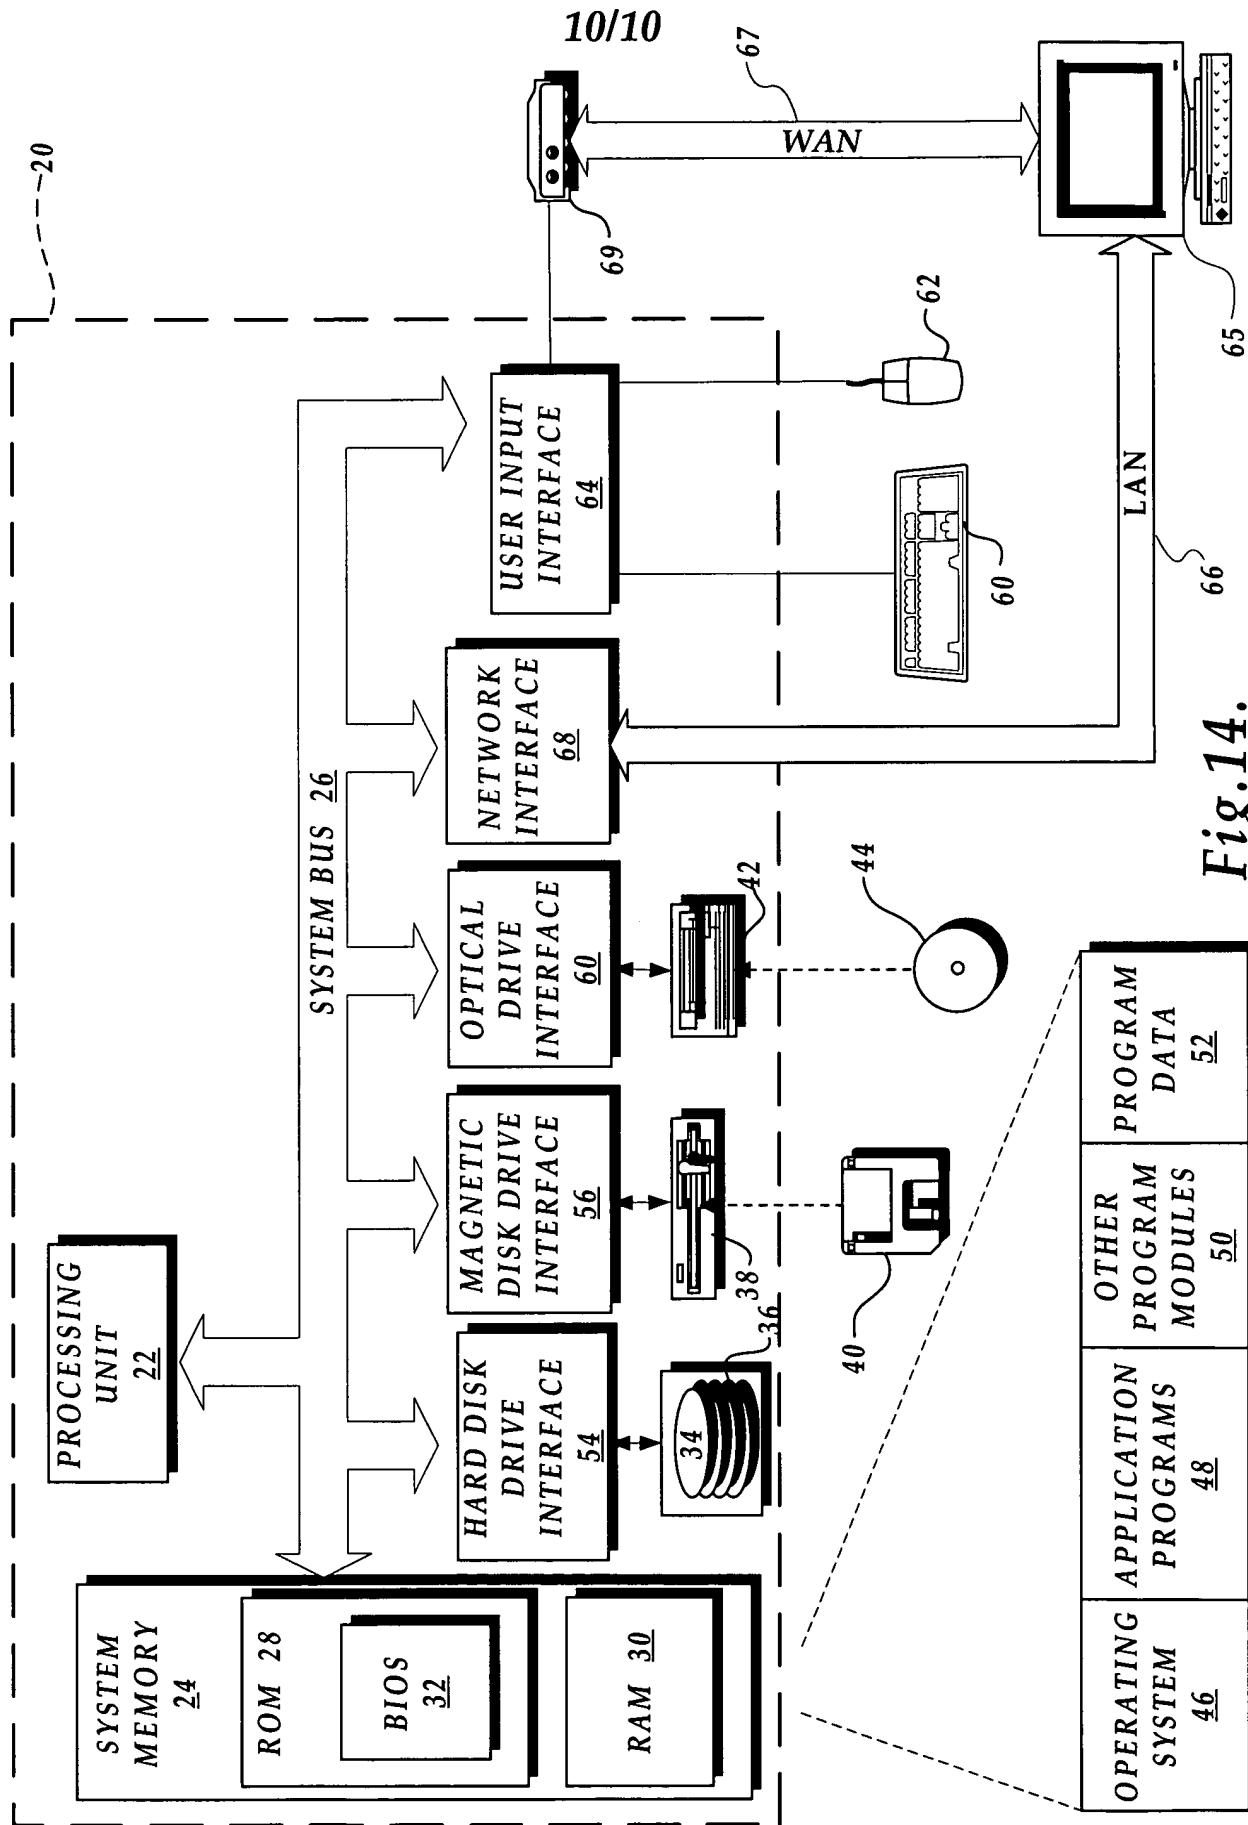 10/10
20
PROCESSING
UNIT
22
SYSTEM BUS 26
SYSTEM
MEMORY
24
ROM 28
BIOS
32
RAM 30
HARD DISK
DRIVE
INTERFACE
54
MAGNETIC
DISK DRIVE
INTERFACE
56
OPTICAL
DRIVE
INTERFACE
60
NETWORK
INTERFACE
68
USER INPUT
INTERFACE
64
34
36
38
40
42
44
60
62
69
67
WAN
LAN
66
65
OPERATING
SYSTEM
46
APPLICATION
PROGRAMS
48
OTHER
PROGRAM
MODULES
50
PROGRAM
DATA
52
Fig.14.